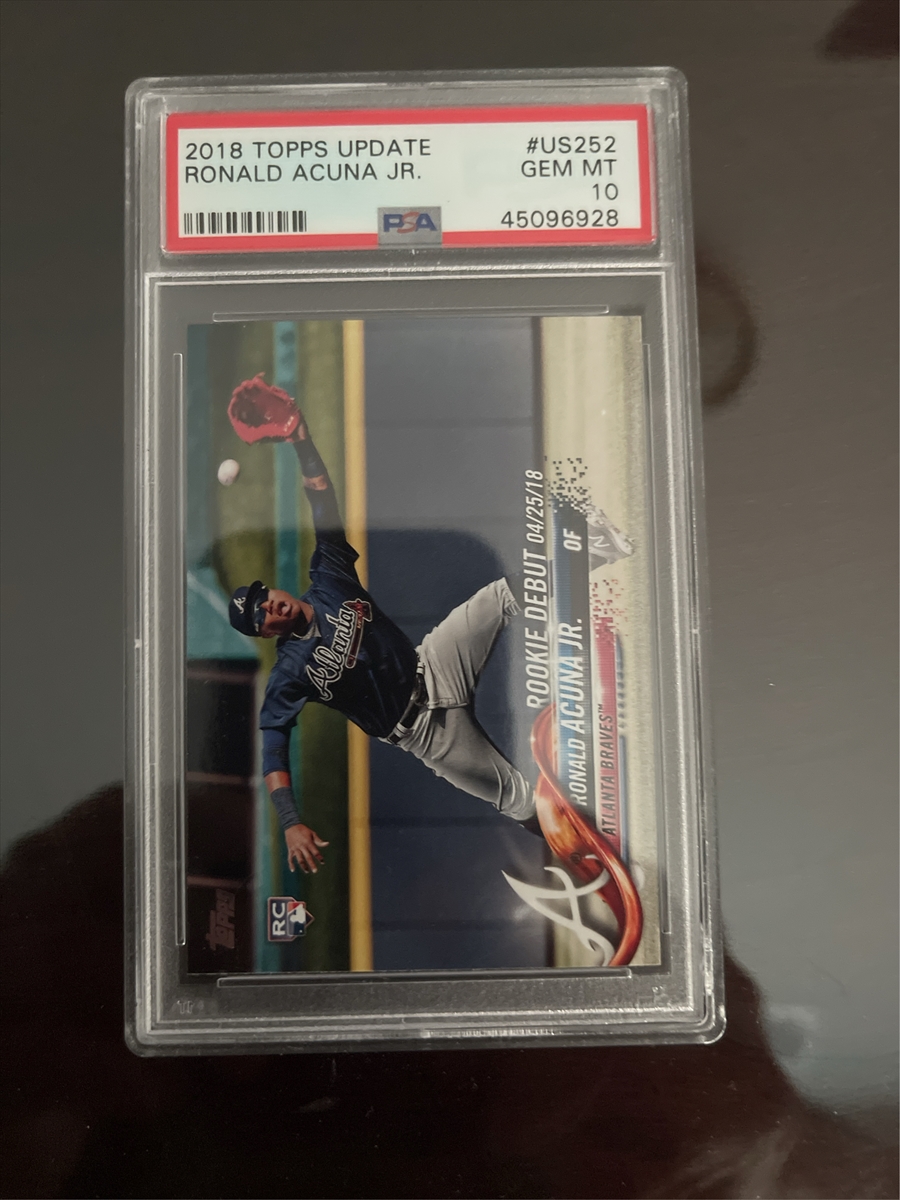 2018 TOPPS UPDATE #US252
RONALD ACUNA JR. GEM MT
10
PSA 45096928
Atlanta
A
ROOKIE DEBUT 04/25/18
RONALD ACUNA JR. OF
ATLANTA BRAVES™
A
RC
TOPPS